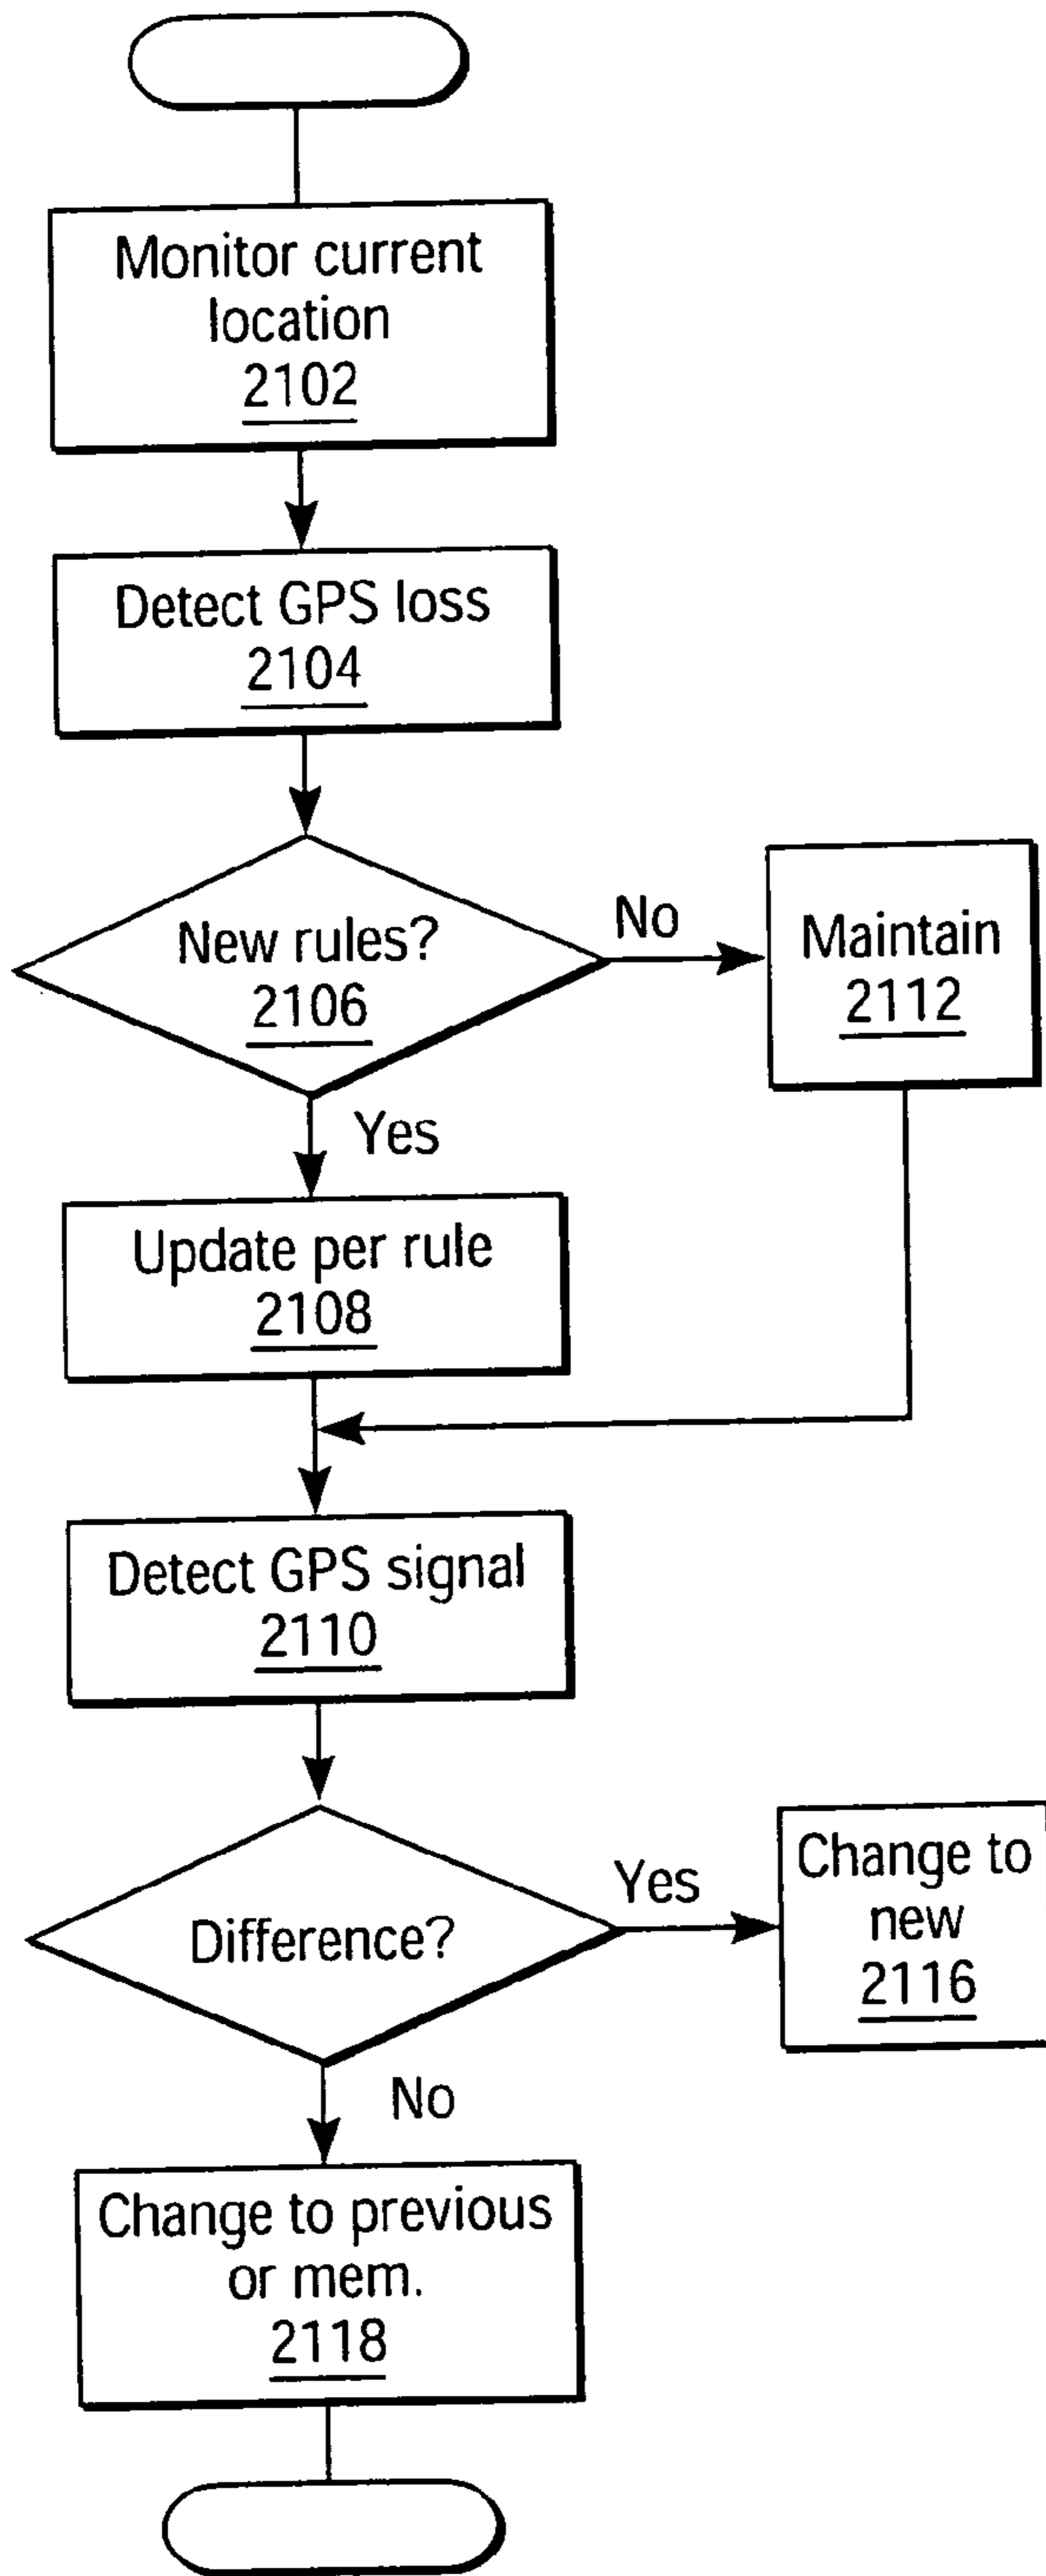 Monitor current
location
2102
Detect GPS loss
2104
New rules?
2106
No
Maintain
2112
Yes
Update per rule
2108
Detect GPS signal
2110
Difference?
Yes
Change to
new
2116
No
Change to previous
or mem.
2118